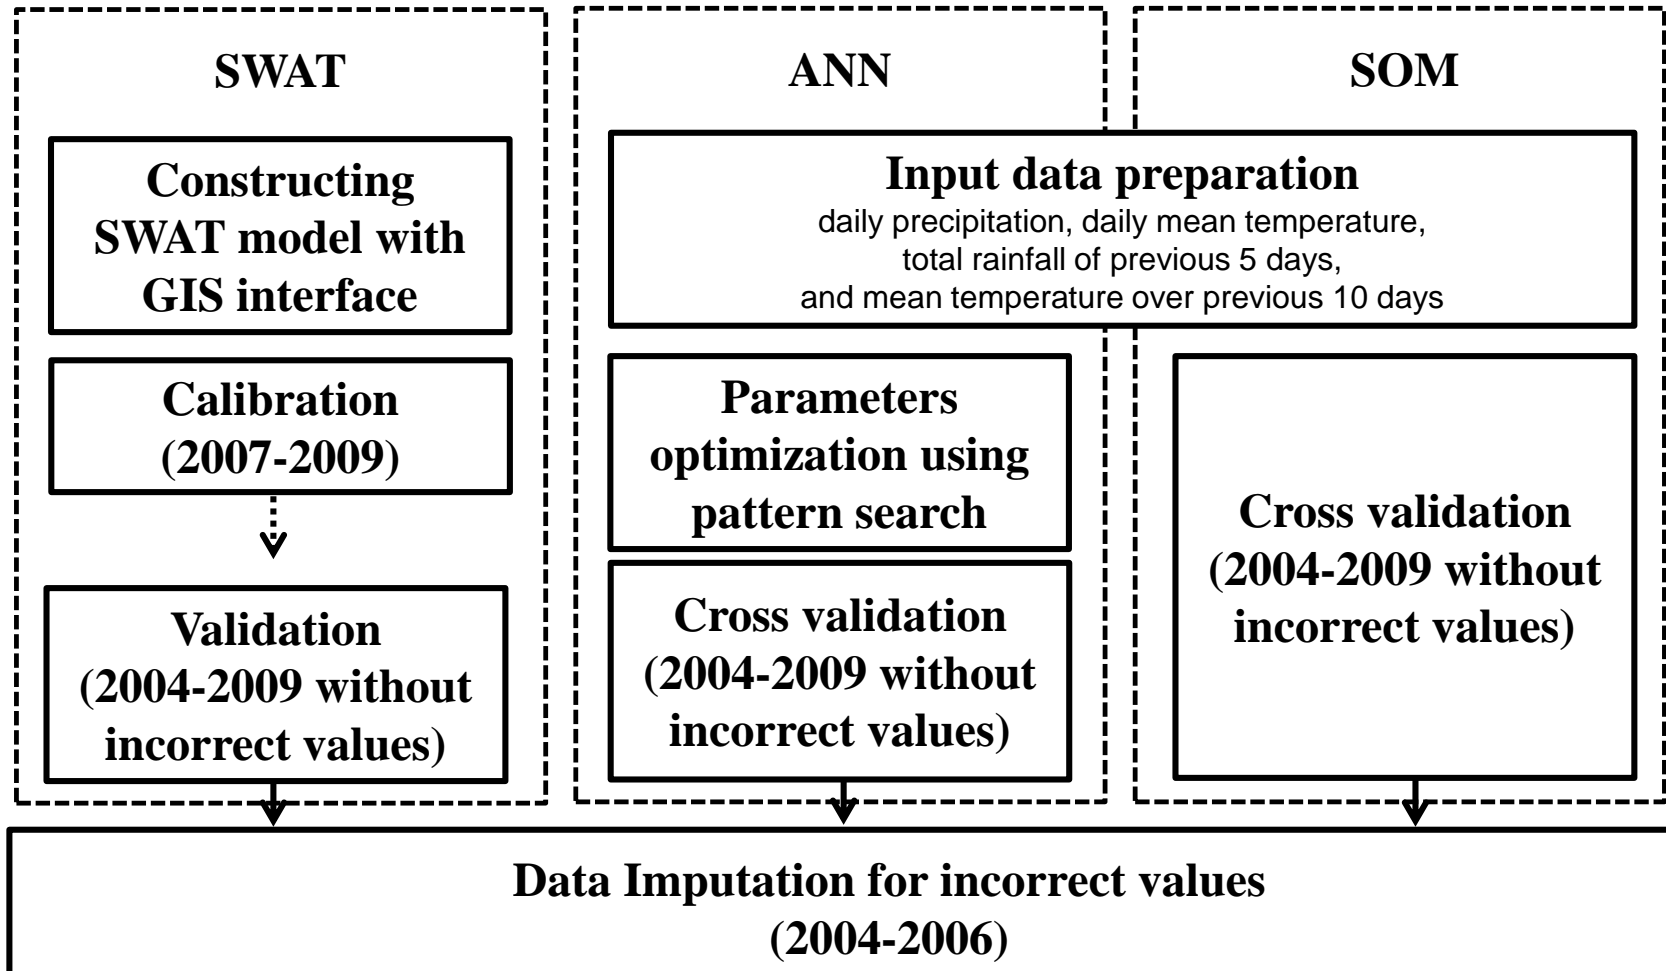 SWAT
Constructing
SWAT model with
GIS interface
Calibration
(2007-2009)
Validation
(2004-2009 without
incorrect values)
ANN
SOM
Input data preparation
daily precipitation, daily mean temperature,
total rainfall of previous 5 days,
and mean temperature over previous 10 days
Parameters
optimization using
pattern search
Cross validation
(2004-2009 without
incorrect values)
Cross validation
(2004-2009 without
incorrect values)
Data Imputation for incorrect values
(2004-2006)